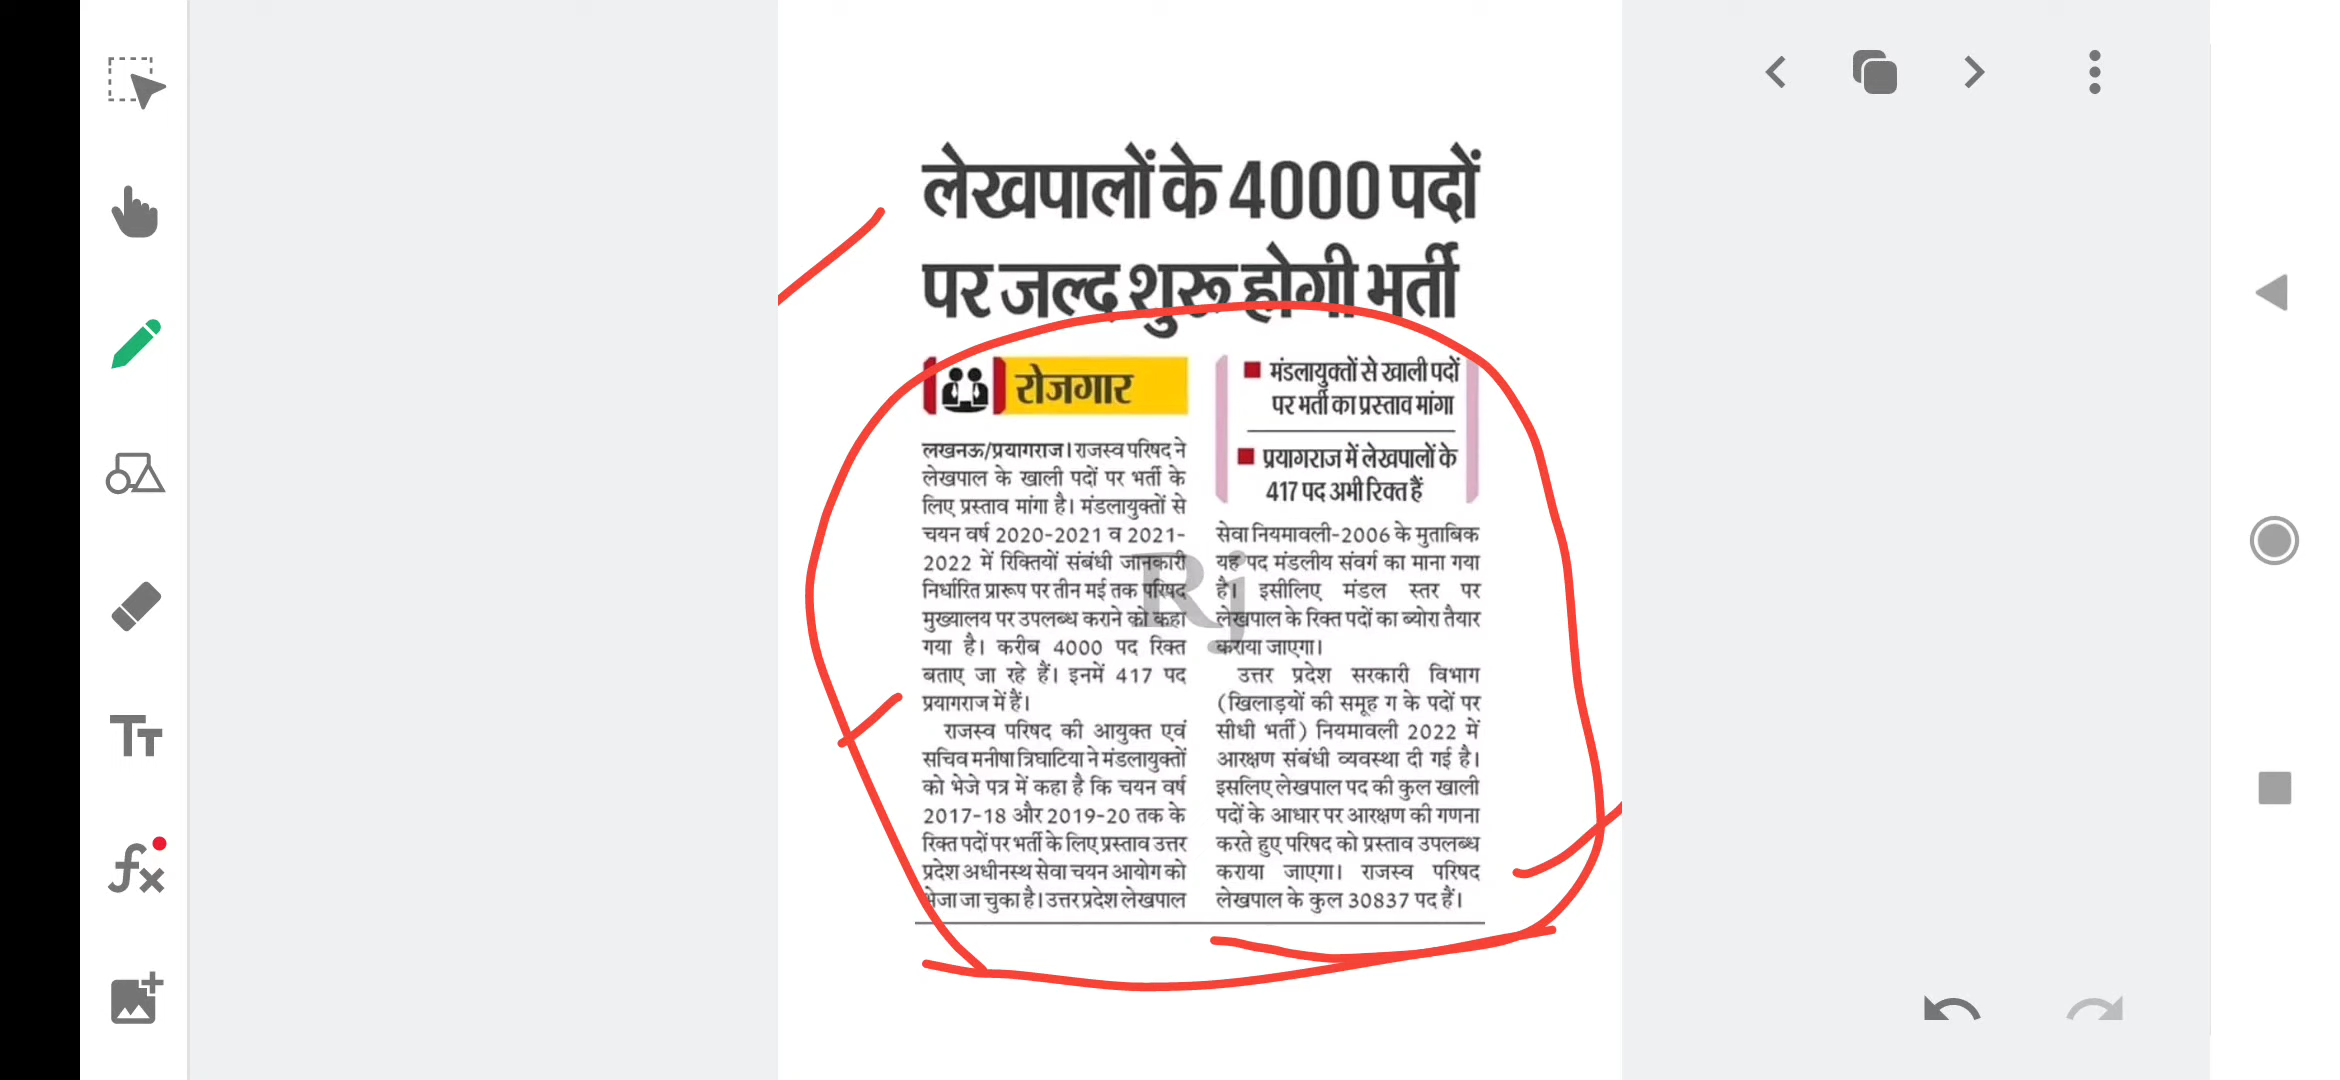 लेखपालों के 4000 पदों
पर जल्द शुरू होगी भर्ती
रोजगार
लखनऊ/प्रयागराज। राजस्व परिषद ने
लेखपाल के खाली पदों पर भर्ती के
लिए प्रस्ताव मांगा है। मंडलायुक्तों से
चयन वर्ष 2020-2021 व 2021-
2022 में रिक्तियों संबंधी जानकारी
निर्धारित प्रारूप पर तीन मई तक परिषद
मुख्यालय पर उपलब्ध कराने को कहा
गया है। करीब 4000 पद रिक्त
बताए जा रहे हैं। इनमें 417 पद
प्रयागराज में हैं।
राजस्व परिषद की आयुक्त एवं
सचिव मनीषा त्रिघाटिया ने मंडलायुक्तों
को भेजे पत्र में कहा है कि चयन वर्ष
2017-18 और 2019-20 तक के
रिक्त पदों पर भर्ती के लिए प्रस्ताव उत्तर
प्रदेश अधीनस्थ सेवा चयन आयोग को
भेजा जा चुका है। उत्तर प्रदेश लेखपाल
मंडलायुक्तों से खाली पदों
पर भर्ती का प्रस्ताव मांगा
प्रयागराज में लेखपालों के
417 पद अभी रिक्त हैं
सेवा नियमावली-2006 के मुताबिक
यह पद मंडलीय संवर्ग का माना गया
है। इसीलिए मंडल स्तर पर
लेखपाल के रिक्त पदों का ब्योरा तैयार
कराया जाएगा।
उत्तर प्रदेश सरकारी विभाग
(खिलाड़यों की समूह ग के पदों पर
सीधी भर्ती) नियमावली 2022 में
आरक्षण संबंधी व्यवस्था दी गई है।
इसलिए लेखपाल पद की कुल खाली
पदों के आधार पर आरक्षण की गणना
करते हुए परिषद को प्रस्ताव उपलब्ध
कराया जाएगा। राजस्व परिषद
लेखपाल के कुल 30837 पद हैं।
Rj